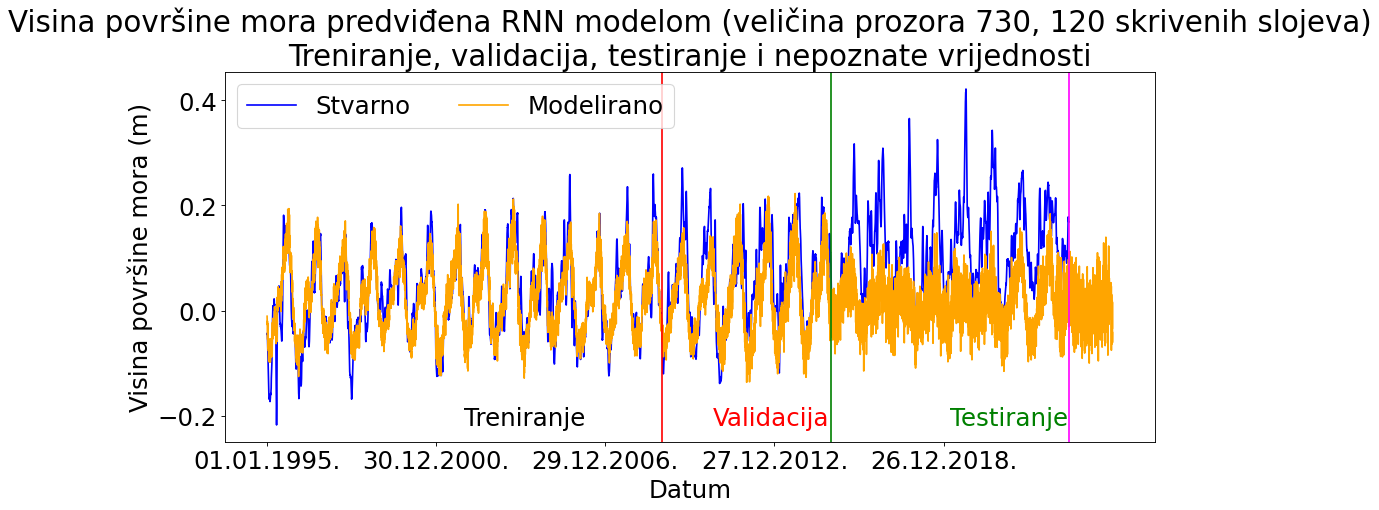 Visina površine mora predviđena RNN modelom (veličina prozora 730, 120 skrivenih slojeva)
Treniranje, validacija, testiranje i nepoznate vrijednosti
Stvarno
Modelirano
Visina površine mora (m)
0.4
0.2
0.0
−0.2
Treniranje
Validacija
Testiranje
01.01.1995.
30.12.2000.
29.12.2006.
27.12.2012.
26.12.2018.
Datum